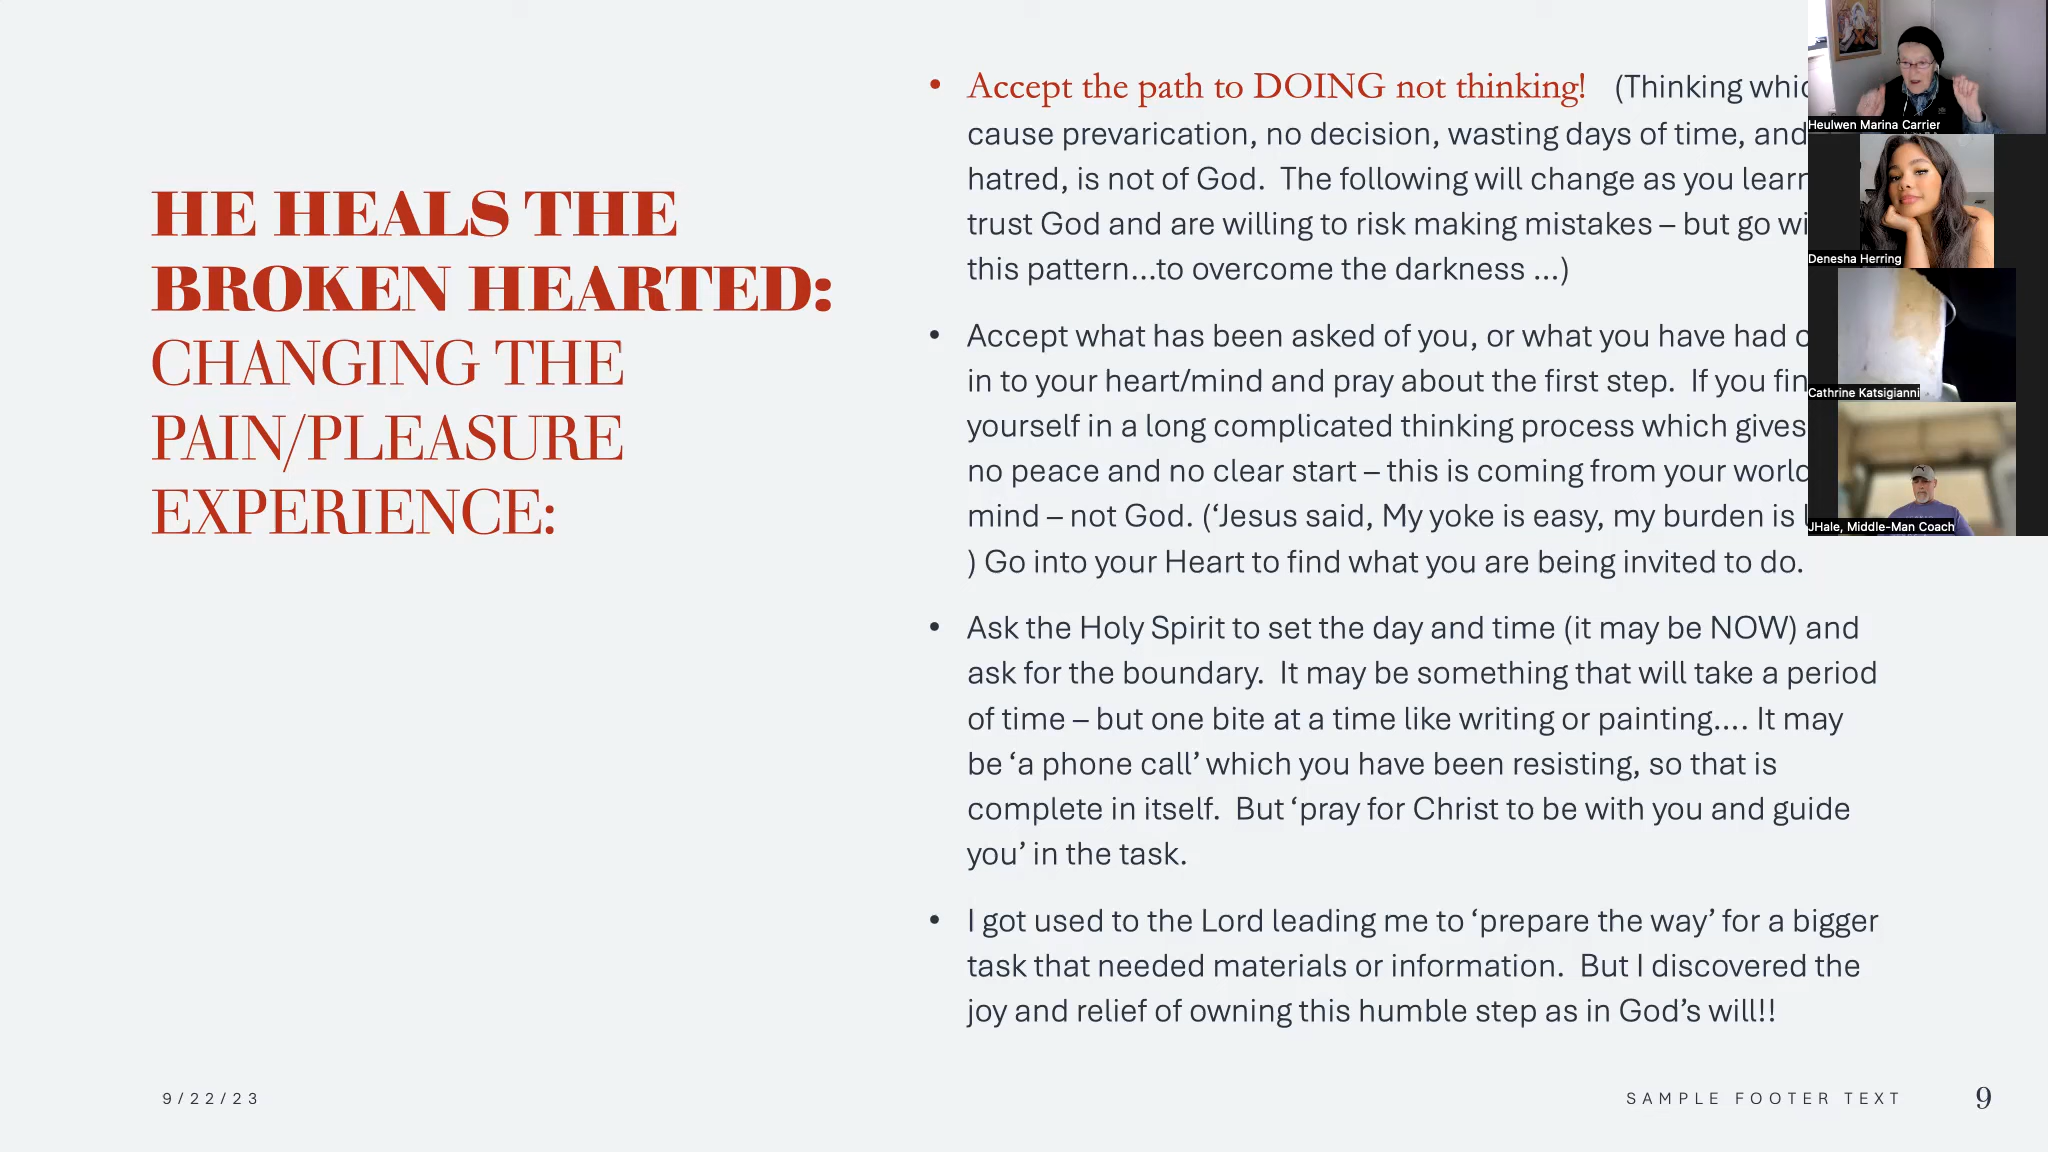 HE HEALS THE
BROKEN HEARTED:
CHANGING THE
PAIN/PLEASURE
EXPERIENCE:
• Accept the path to DOING not thinking! (Thinking
cause prevarication, no decision, wasting days of time, and
hatred, is not of God. The following will change as you learn
trust God and are willing to risk making mistakes – but go
this pattern...to overcome the darkness ...)
• Accept what has been asked of you, or what you have had
in to your heart/mind and pray about the first step. If you
yourself in a long complicated thinking process which gives
no peace and no clear start – this is coming from your
mind – not God. (‘Jesus said, My yoke is easy, my burden is
) Go into your Heart to find what you are being invited to do.
• Ask the Holy Spirit to set the day and time (it may be NOW) and
ask for the boundary. It may be something that will take a period
of time – but one bite at a time like writing or painting.... It may
be ‘a phone call’ which you have been resisting, so that is
complete in itself. But ‘pray for Christ to be with you and guide
you’ in the task.
• I got used to the Lord leading me to ‘prepare the way’ for a bigger
task that needed materials or information. But I discovered the
joy and relief of owning this humble step as in God’s will!!
9/22/23
SAMPLE FOOTER TEXT
9
Heulwen Marina Carrier
Denesha Herring
Cathrine Katsigianni
JHale, Middle-Man Coach